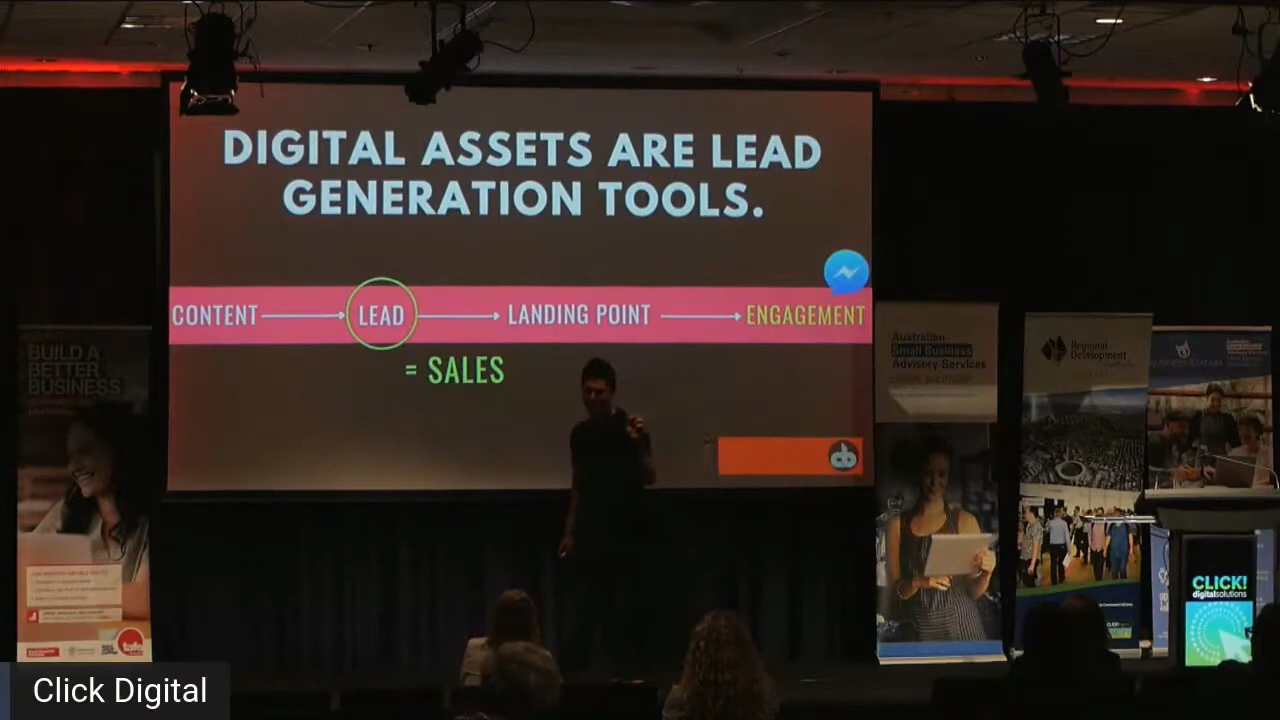 DIGITAL ASSETS ARE LEAD
GENERATION TOOLS.
CONTENT
LEAD
LANDING POINT
ENGAGEMENT
= SALES
BUILD A
BETTER
BUSINESS
Australian
Small Business
Advisory Services
Regional
Development
tafe
CLICK!
digitalsolutions
Click Digital